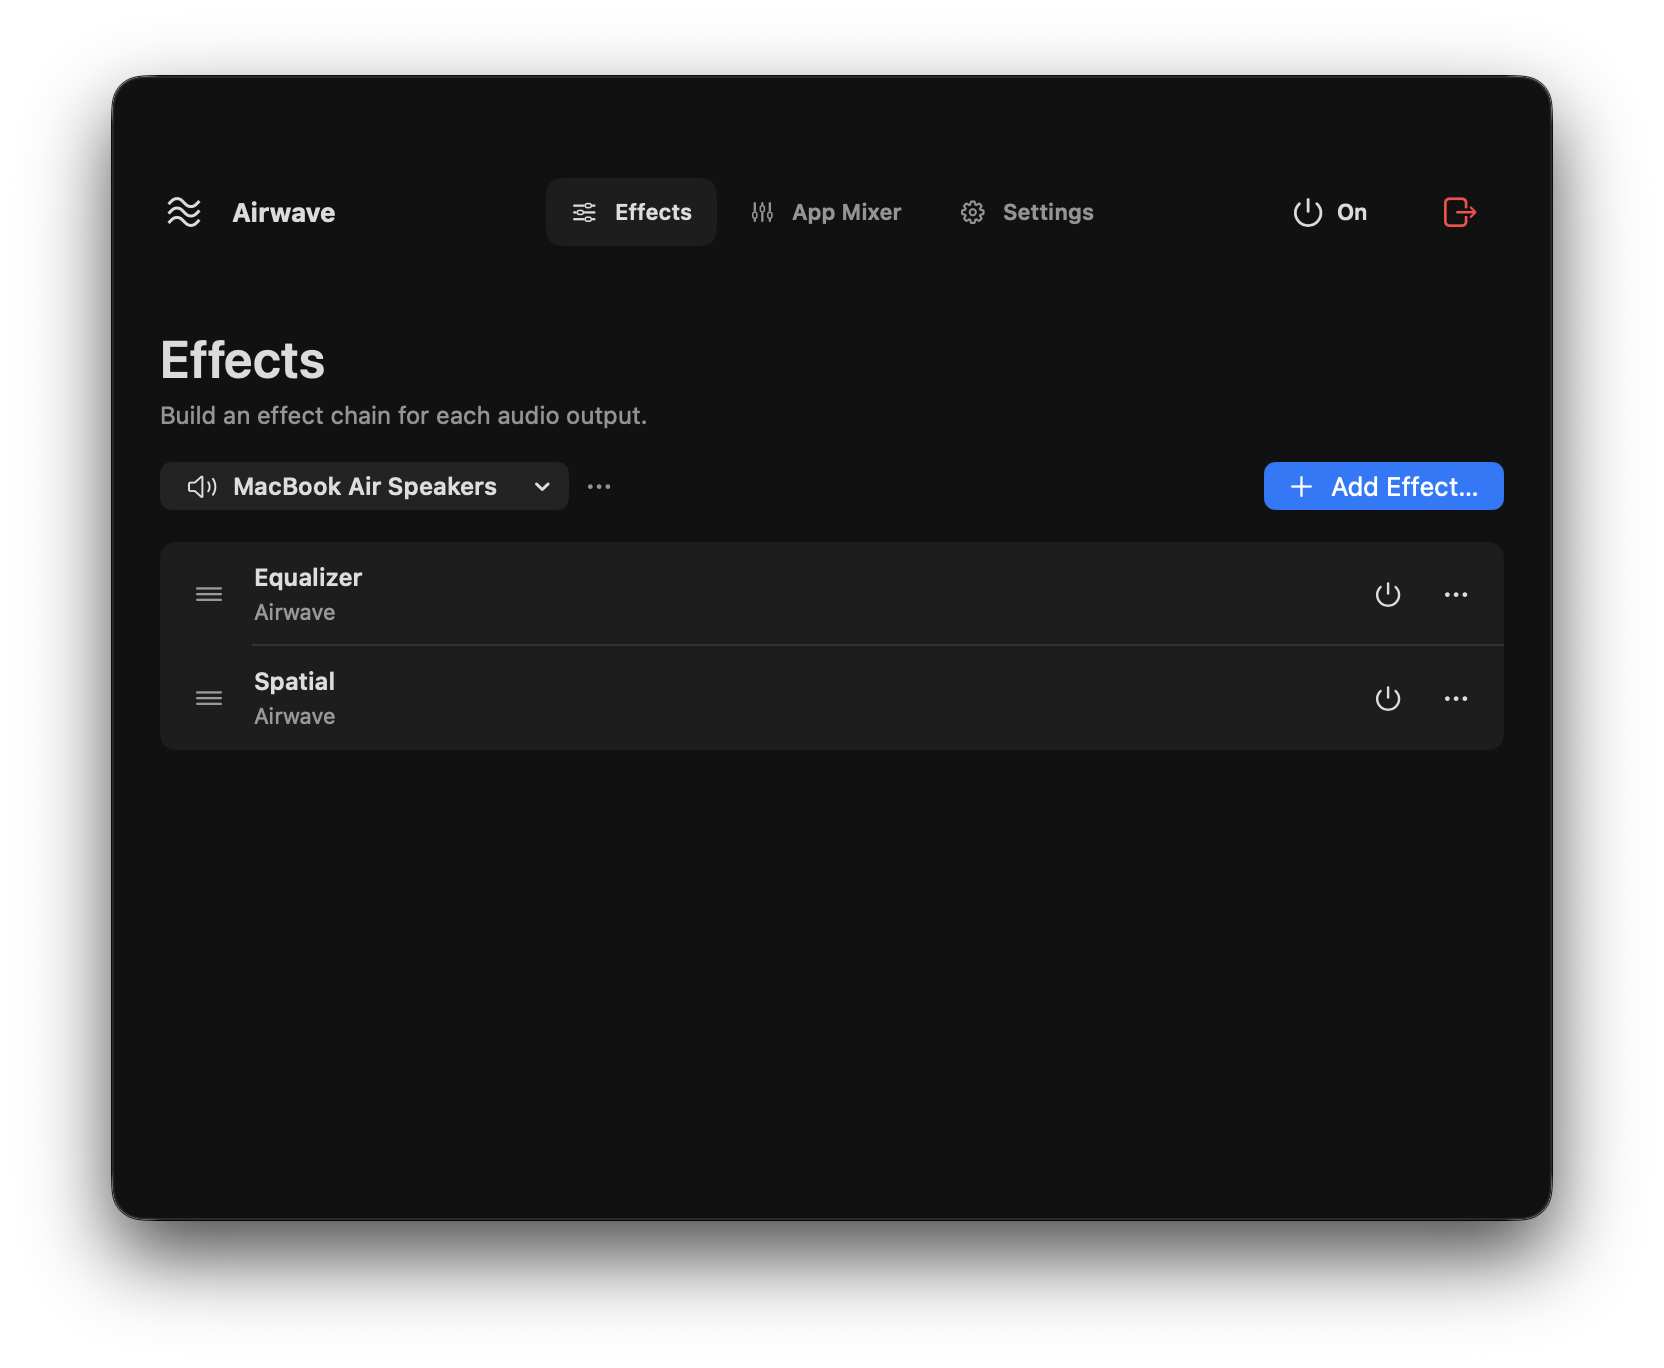 Airwave
Effects
App Mixer
Settings
On
Effects
Build an effect chain for each audio output.
MacBook Air Speakers
Add Effect...
Equalizer
Airwave
Spatial
Airwave